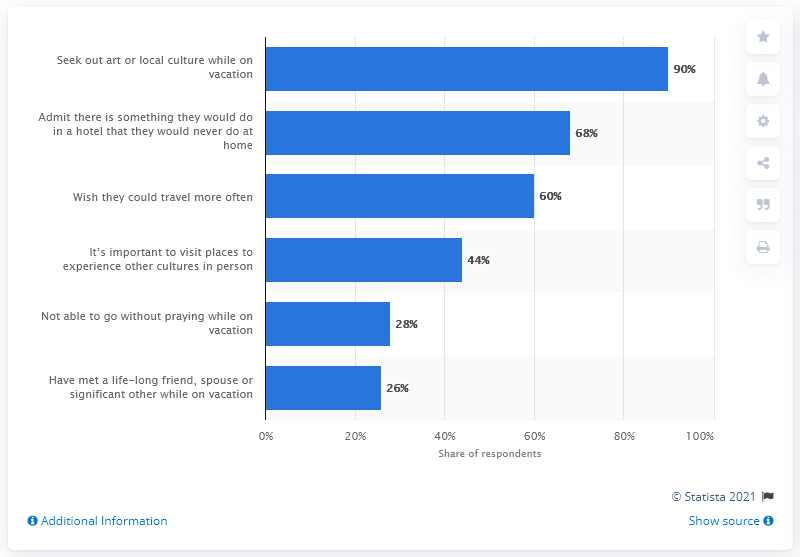 Seek out art or local culture while on
vacation
90%
Admit there is something they would do
in a hotel that they would never do at
home
68%
Wish they could travel more often
60%
It's important to visit places to
experience other cultures in person
44%
Not able to go without praying while on
vacation
28%
Have met a life-long friend, spouse or
significant other while on vacation
26%
0% 20% 40% 60% 80% 100%
Share of respondents
© Statista 2021
Additional Information
Show source